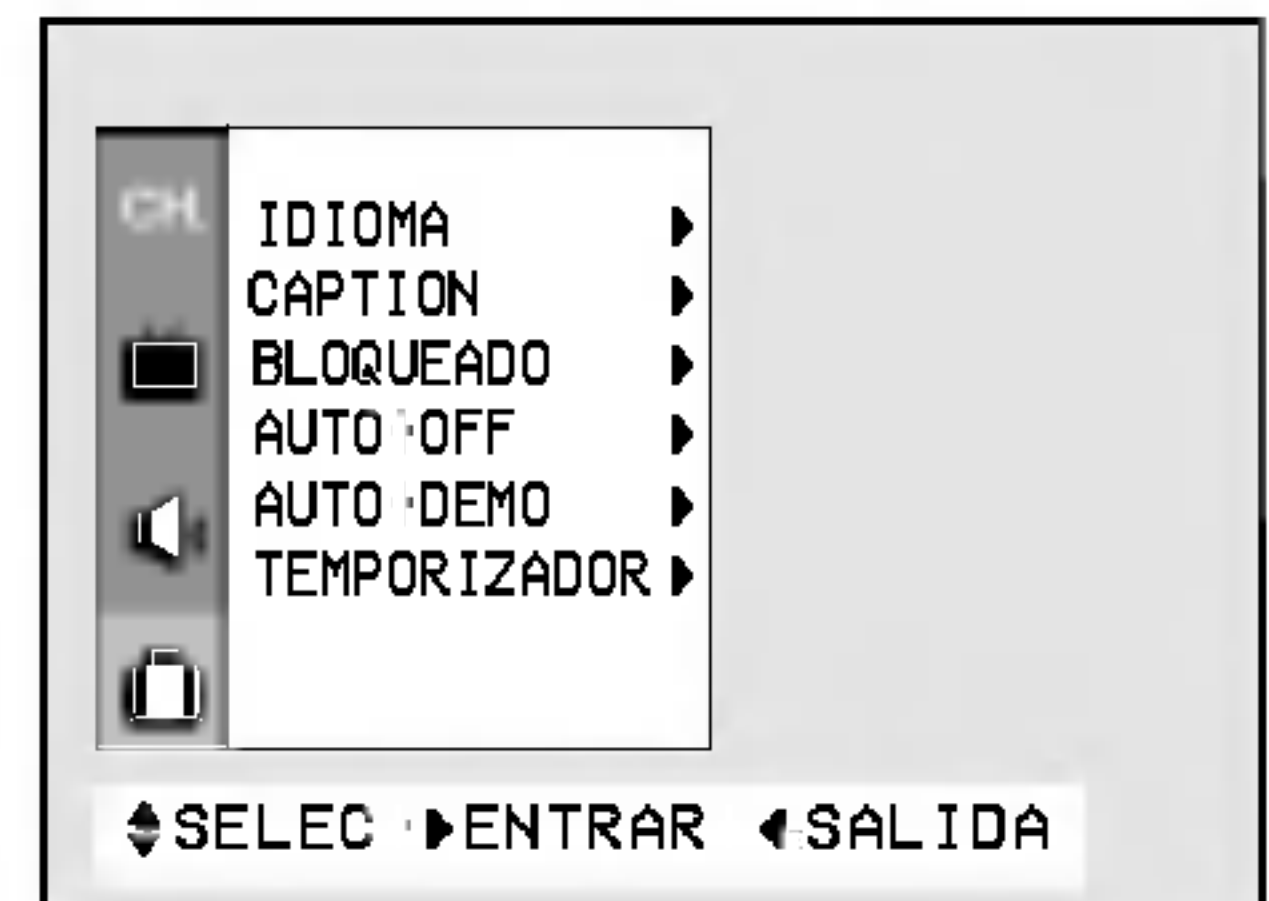 CH.
IDIOMA
CAPTION
BLOQUEADO
AUTO OFF
AUTO DEMO
TEMPORIZADOR
SELEC ENTRAR SALIDA